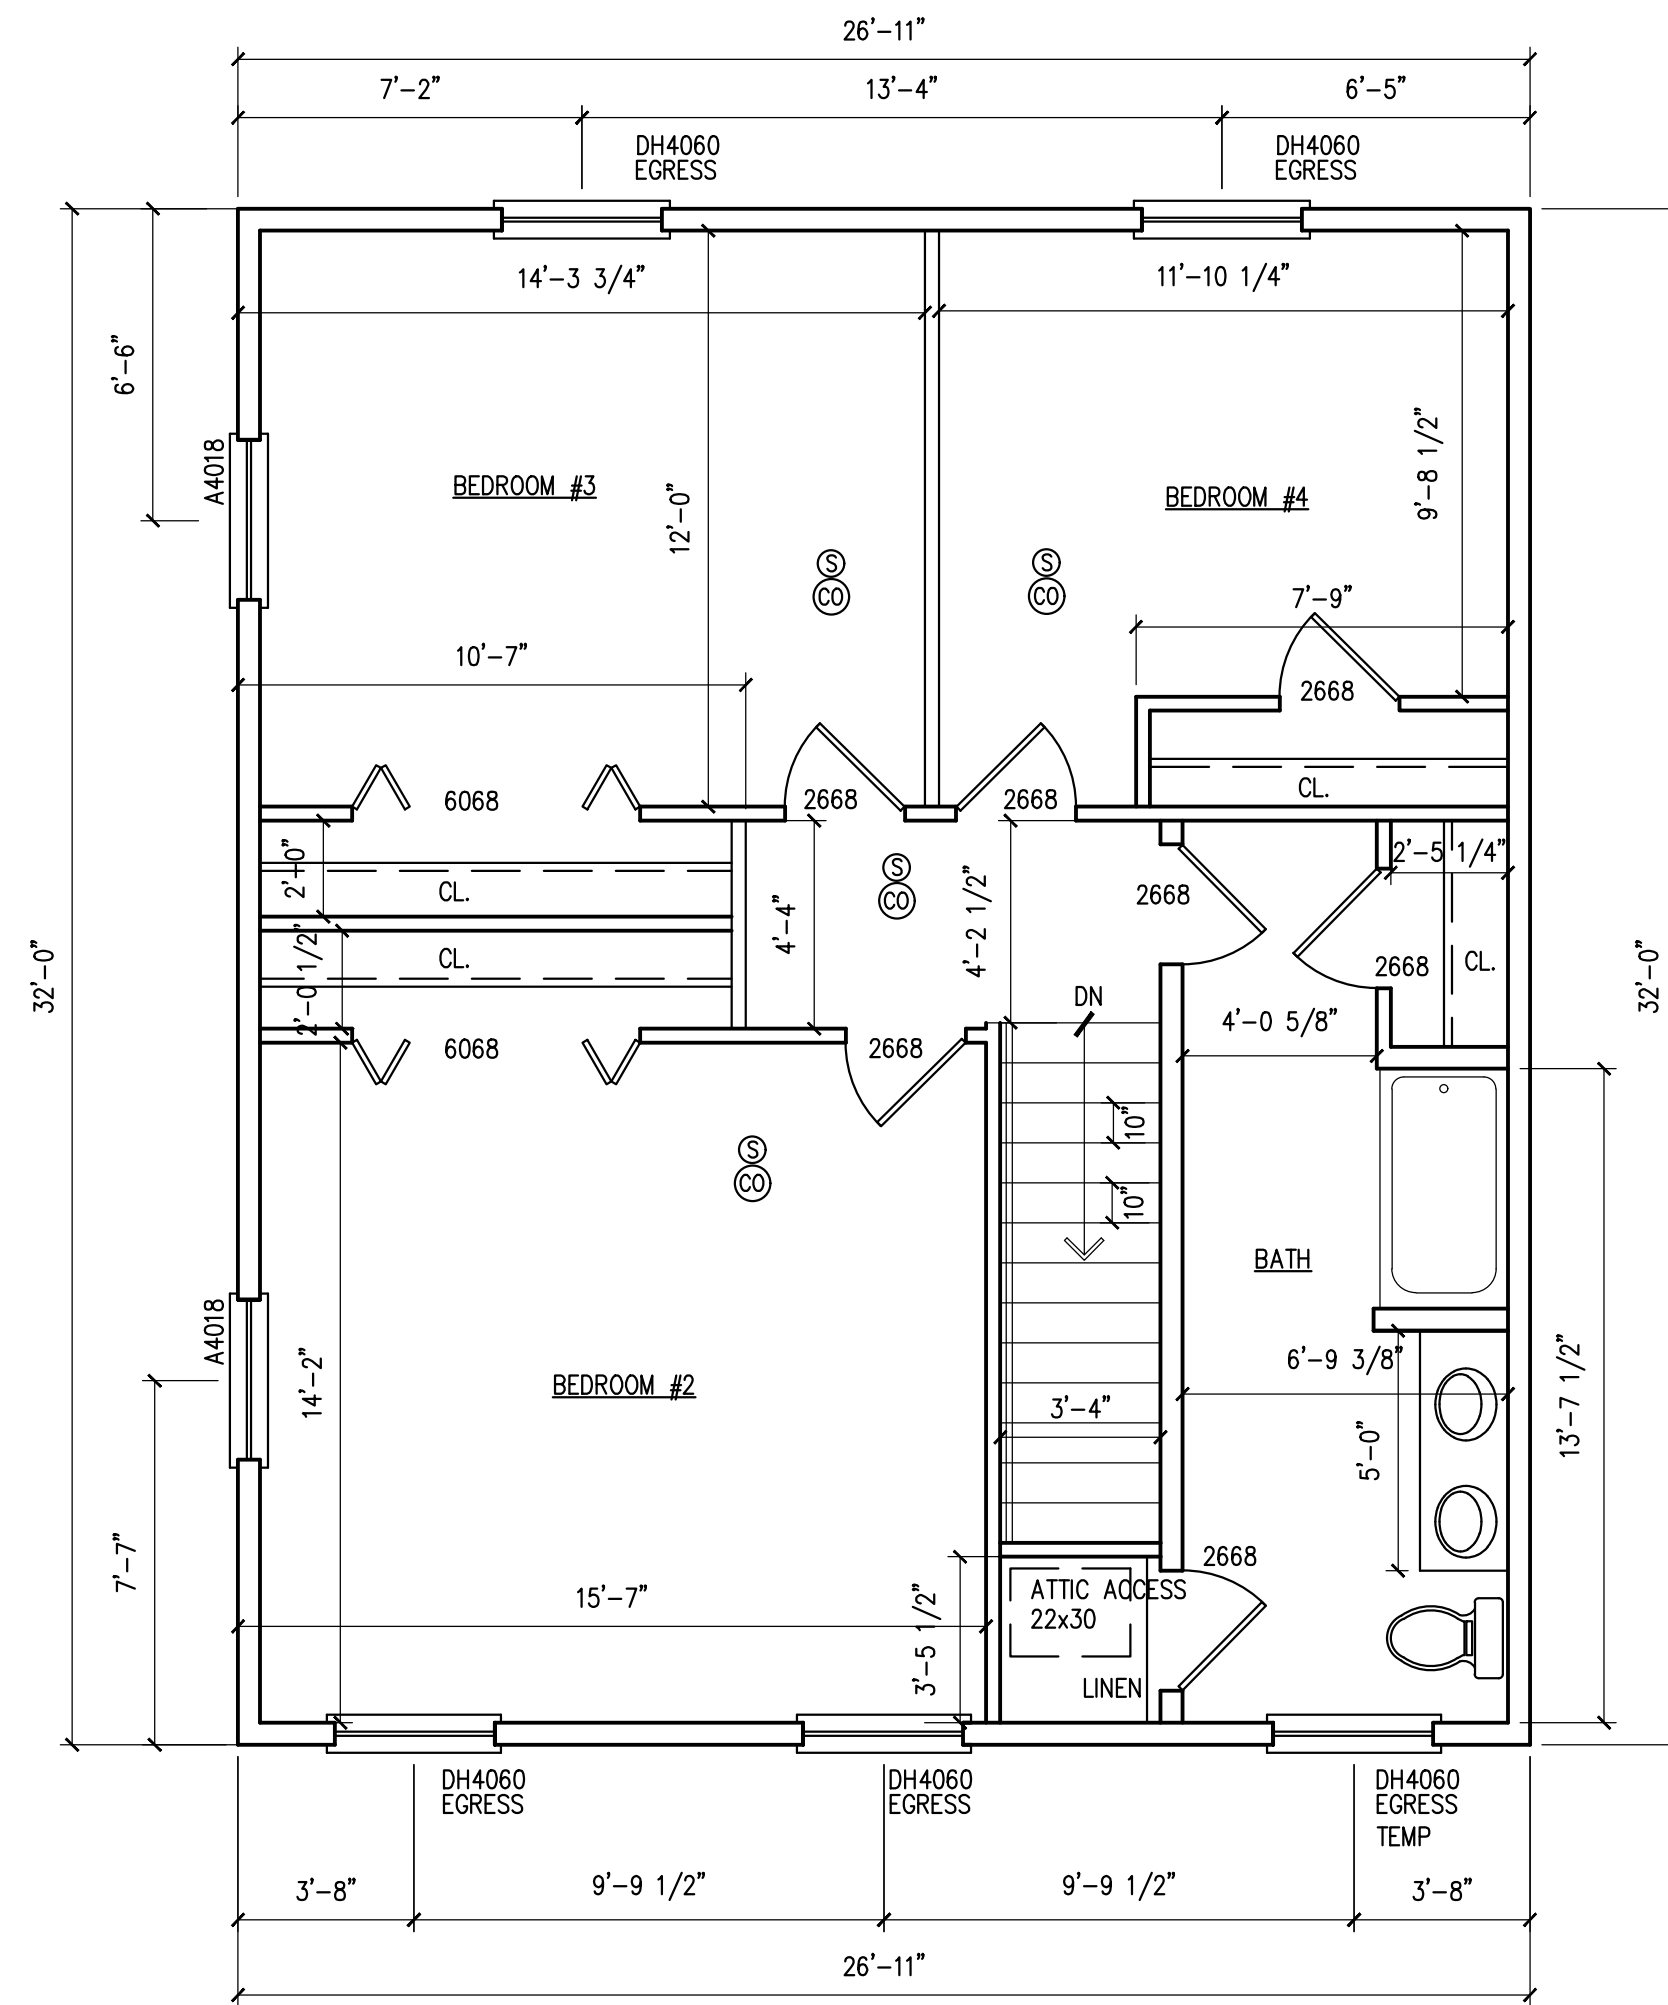 26'-11"
7'-2"
13'-4"
6'-5"
DH4060
EGRESS
DH4060
EGRESS
14'-3 3/4"
11'-10 1/4"
6'-6"
A4018
BEDROOM #3
12'-0"
BEDROOM #4
9'-8 1/2"
S
CO
S
CO
7'-9"
10'-7"
2668
6068
2668
2668
CL.
2'-0"
CL.
S
CO
4'-4"
4'-2 1/2"
2668
2'-5 1/4"
2668
CL.
32'-0"
2'-0 1/2"
CL.
DN
4'-0 5/8"
32'-0"
6068
2668
10"
S
CO
10"
BATH
A4018
14'-2"
BEDROOM #2
3'-4"
6'-9 3/8"
5'-0"
13'-7 1/2"
7'-7"
15'-7"
3'-5 1/2"
2668
ATTIC ACCESS
22x30
LINEN
DH4060
EGRESS
DH4060
EGRESS
DH4060
EGRESS
TEMP
3'-8"
9'-9 1/2"
9'-9 1/2"
3'-8"
26'-11"